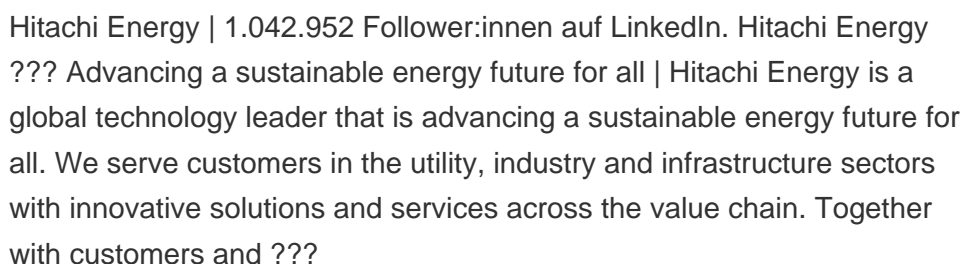 Hitachi Energy | 1.042.952 Follower:innen auf LinkedIn. Hitachi Energy
??? Advancing a sustainable energy future for all | Hitachi Energy is a
global technology leader that is advancing a sustainable energy future for
all. We serve customers in the utility, industry and infrastructure sectors
with innovative solutions and services across the value chain. Together
with customers and ???